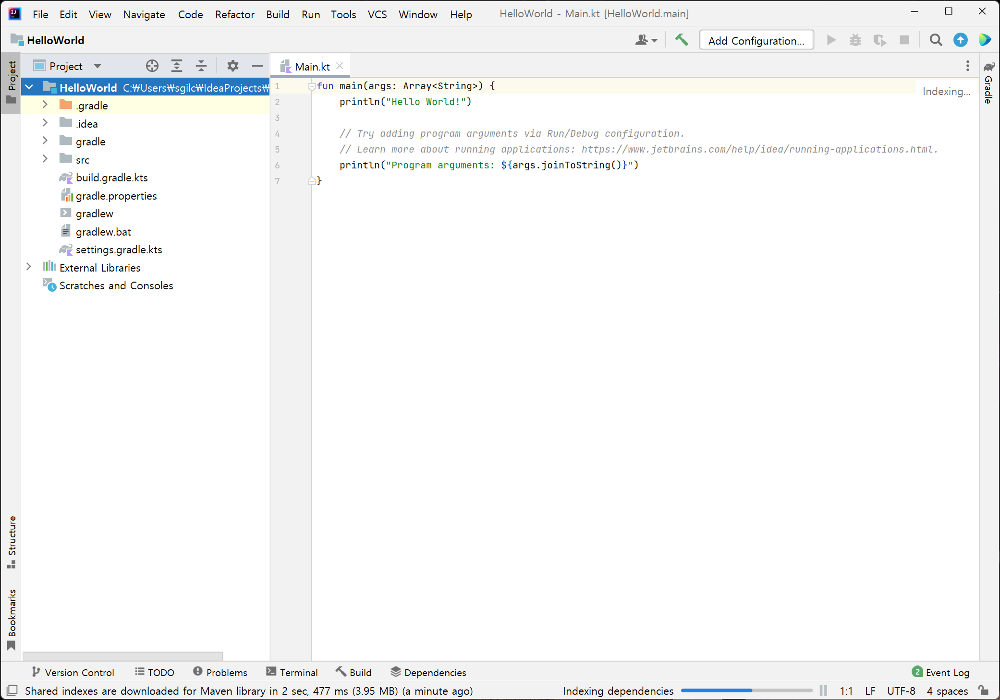 File Edit View Navigate Code Refactor Build Run Tools VCS Window Help HelloWorld - Main.kt [HelloWorld.main]
HelloWorld Add Configuration...
Project
Project
Main.kt
Gradle
HelloWorld C:₩Users₩sgilc₩IdeaProjects₩
.gradle
.idea
gradle
src
build.gradle.kts
gradle.properties
gradlew
gradlew.bat
settings.gradle.kts
External Libraries
Scratches and Consoles
1 fun main(args: Array<String>) {
Indexing...
2 println("Hello World!")
3
4 // Try adding program arguments via Run/Debug configuration.
5 // Learn more about running applications: https://www.jetbrains.com/help/idea/running-applications.html.
6 println("Program arguments: ${args.joinToString()}")
7 }
Structure
Bookmarks
Version Control TODO Problems Terminal Build Dependencies 2 Event Log
Shared indexes are downloaded for Maven library in 2 sec, 477 ms (3.95 MB) (a minute ago) Indexing dependencies 1:1 LF UTF-8 4 spaces